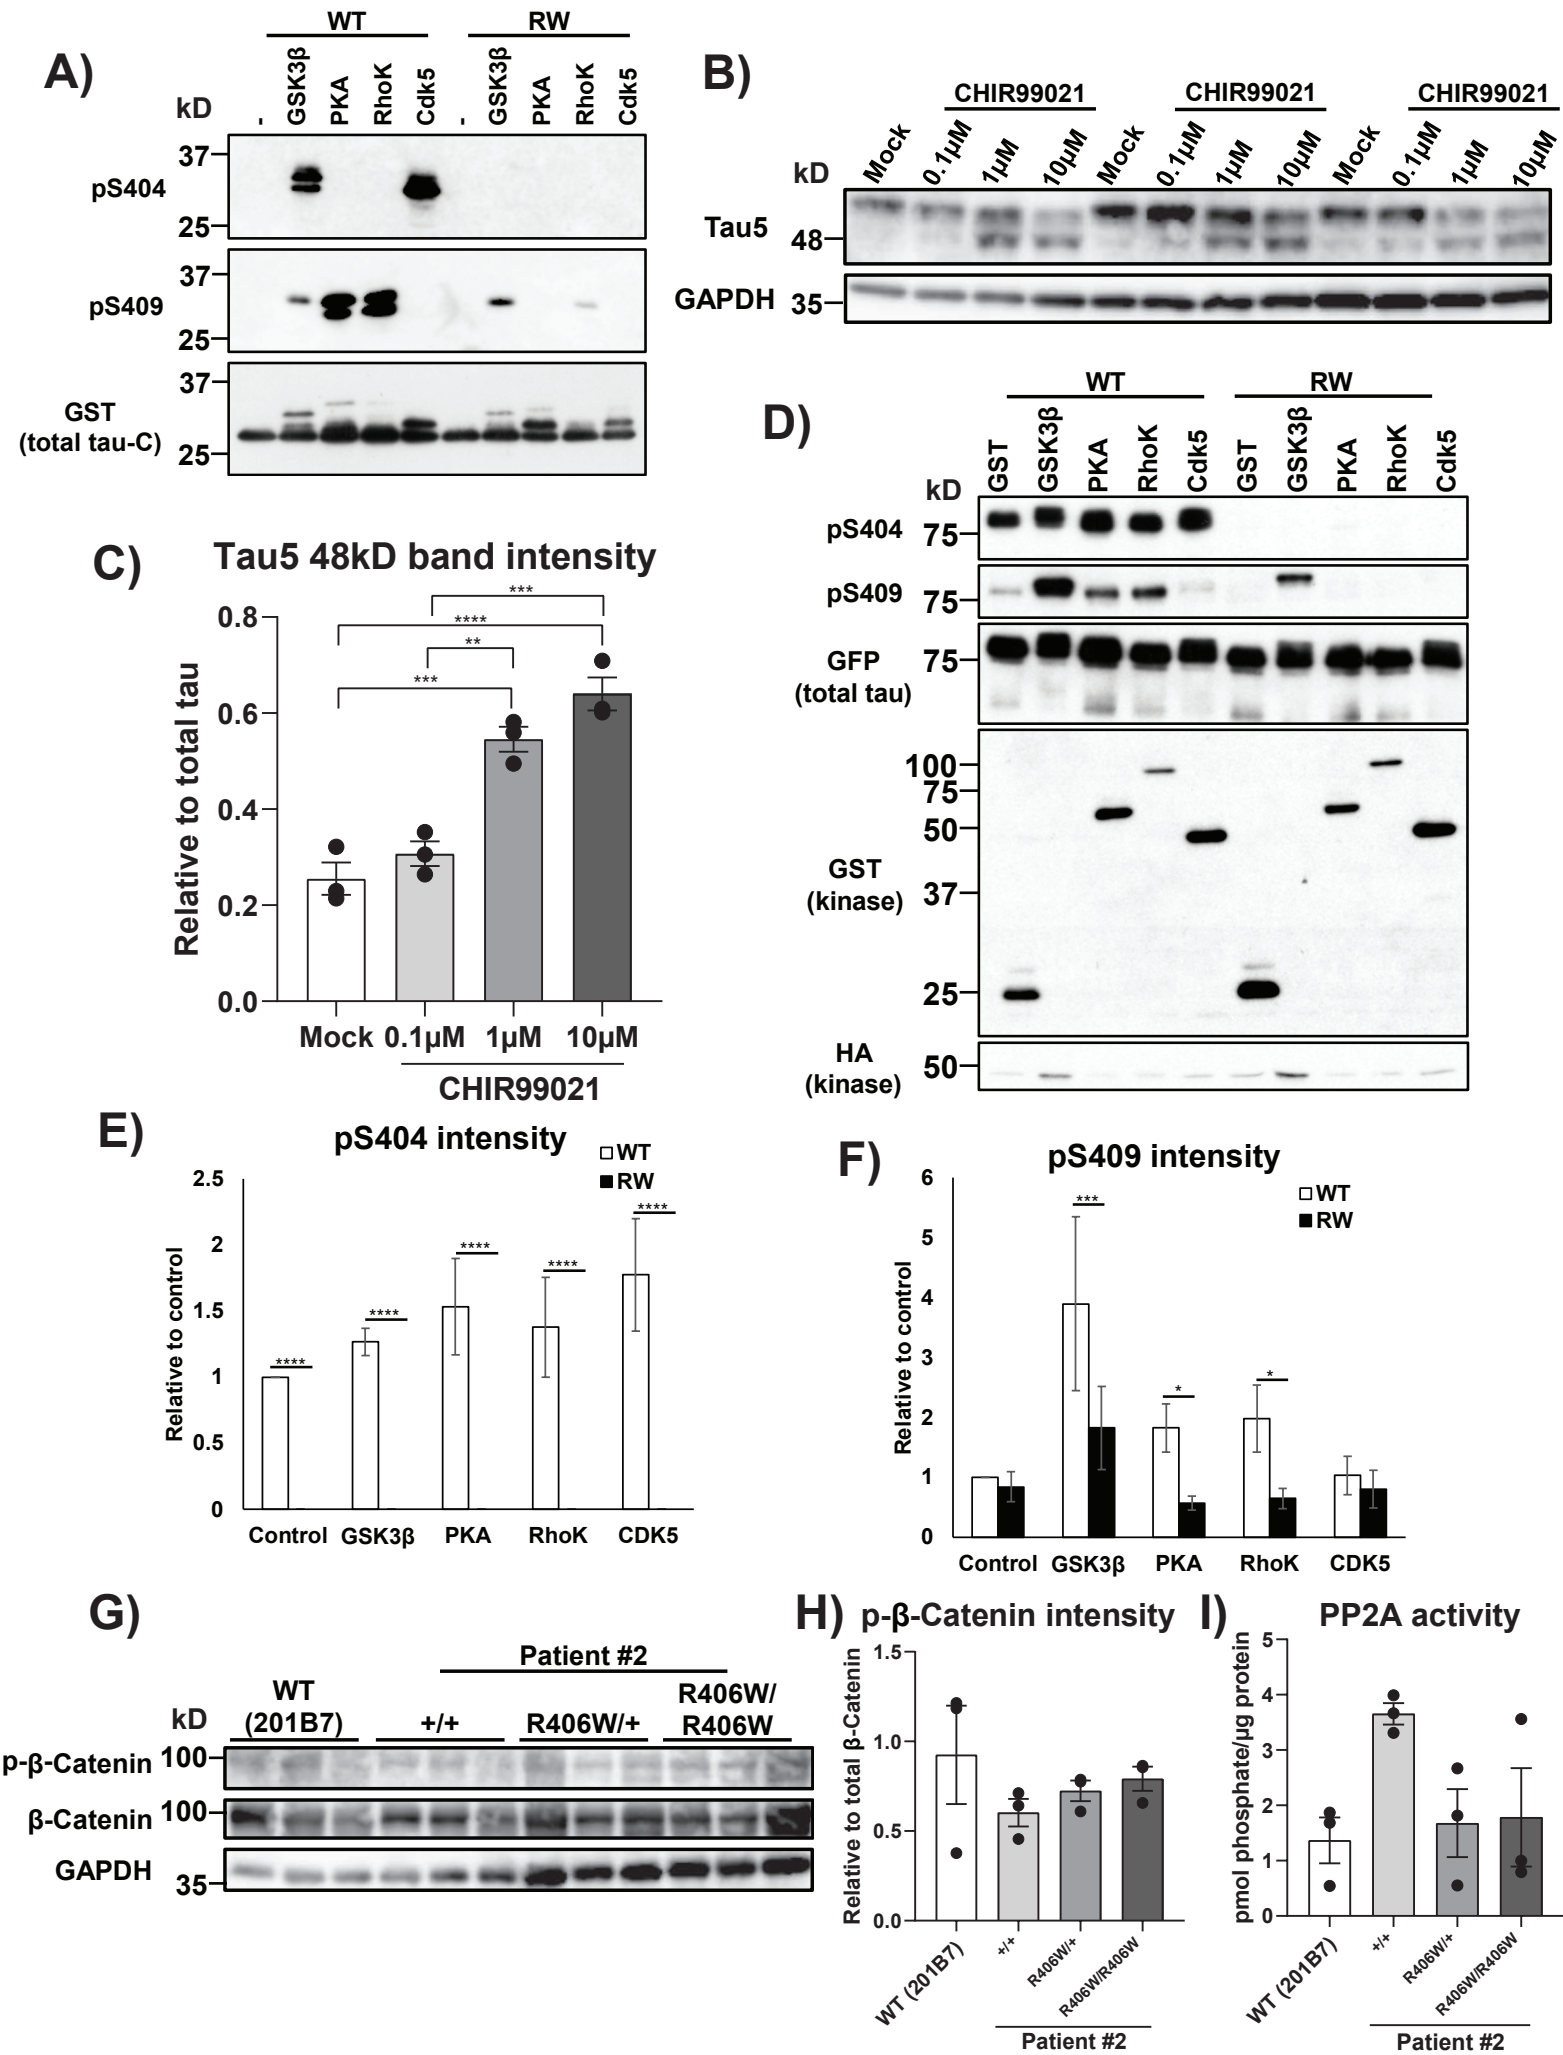 A)
WT RW
kD - GSK3β PKA RhoK Cdk5 - GSK3β PKA RhoK Cdk5
37
pS404
25
37
pS409
25
37
GST
(total tau-C)
25
B)
CHIR99021 CHIR99021 CHIR99021
kD Mock 0.1µM 1µM 10µM Mock 0.1µM 1µM 10µM Mock 0.1µM 1µM 10µM
Tau5
48
GAPDH 35
C)
Tau5 48kD band intensity
***
****
**
***
Relative to total tau
0.8
0.6
0.4
0.2
0.0
Mock 0.1µM 1µM 10µM
CHIR99021
D)
WT RW
kD GST GSK3β PKA RhoK Cdk5 GST GSK3β PKA RhoK Cdk5
pS404 75
pS409 75
GFP
(total tau)
75
100
75
50
GST
(kinase)
37
25
HA
(kinase)
50
E)
pS404 intensity
WT
RW
Relative to control
2.5
2
1.5
1
0.5
0
**** **** **** **** ****
Control GSK3β PKA RhoK CDK5
F)
pS409 intensity
WT
RW
Relative to control
6
5
4
3
2
1
0
*** * *
Control GSK3β PKA RhoK CDK5
G)
Patient #2
WT
(201B7)
+/+ R406W/+ R406W/
R406W
kD
p-β-Catenin 100
β-Catenin 100
GAPDH
35
H)
p-β-Catenin intensity
Relative to total β-Catenin
1.5
1.0
0.5
0.0
WT (201B7) +/+ R406W/+ R406W/R406W
Patient #2
I)
PP2A activity
pmol phosphate/µg protein
5
4
3
2
1
0
WT (201B7) +/+ R406W/+ R406W/R406W
Patient #2